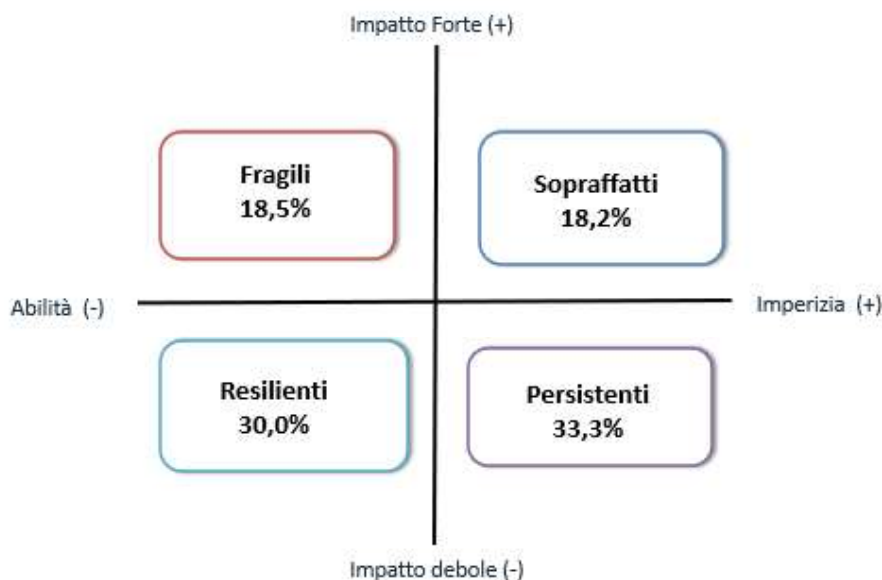 Impatto Forte (+)
Fragili
18,5%
Sopraffatti
18,2%
Abilità (-)
Imperizia (+)
Resilienti
30,0%
Persistenti
33,3%
Impatto debole (-)